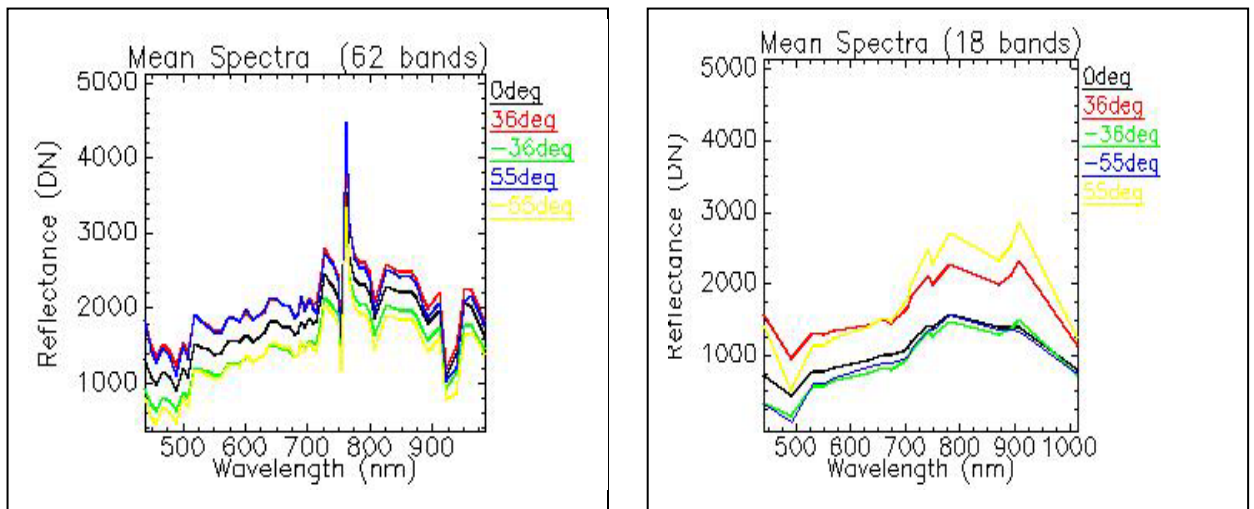 Mean Spectra (62 bands)
5000
4000
3000
2000
1000
Reflectance (DN)
500 600 700 800 900
Wavelength (nm)
0deg
36deg
-36deg
55deg
-55deg
Mean Spectra (18 bands)
5000
4000
3000
2000
1000
Reflectance (DN)
500 600 700 800 900 1000
Wavelength (nm)
0deg
36deg
-36deg
-55deg
55deg